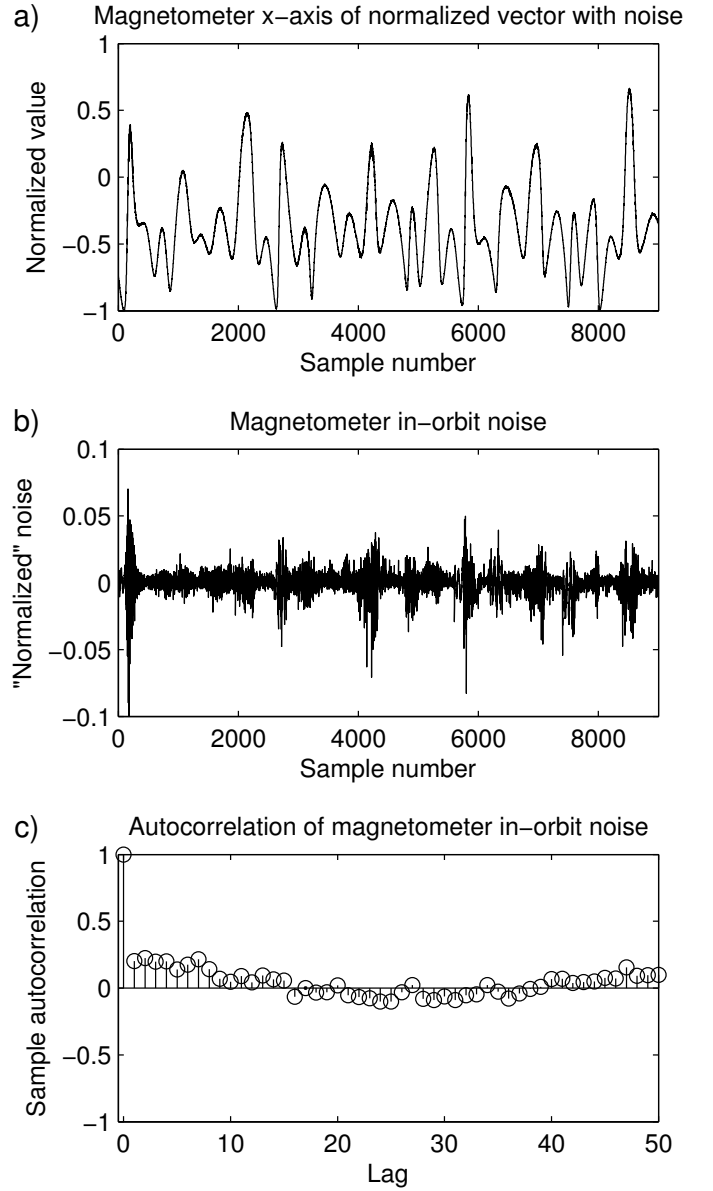 a) Magnetometer x−axis of normalized vector with noise
1
0.5
0
−0.5
−1
Normalized value
0 2000 4000 6000 8000
Sample number
b) Magnetometer in−orbit noise
0.1
0.05
0
−0.05
−0.1
"Normalized" noise
0 2000 4000 6000 8000
Sample number
c) Autocorrelation of magnetometer in−orbit noise
1
0.5
0
−0.5
−1
Sample autocorrelation
0 10 20 30 40 50
Lag